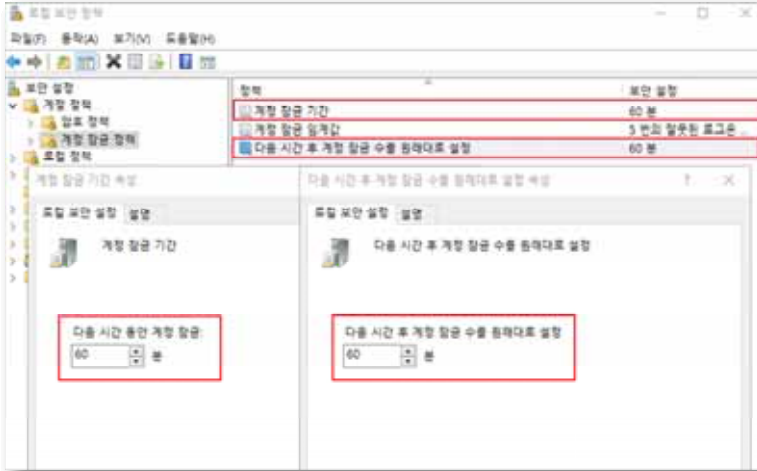 로컬 보안 정책
파일(F) 동작(A) 보기(V) 도움말(H)
보안 설정
계정 정책
암호 정책
계정 잠금 정책
로컬 정책
정책
보안 설정
계정 잠금 기간
60 분
계정 잠금 임계값
5 번의 잘못된 로그온 ...
다음 시간 후 계정 잠금 수를 원래대로 설정
60 분
계정 잠금 기간 속성
로컬 보안 설정 설명
계정 잠금 기간
다음 시간 동안 계정 잠금:
60 분
다음 시간 후 계정 잠금 수를 원래대로 설정 속성
? ×
로컬 보안 설정 설명
다음 시간 후 계정 잠금 수를 원래대로 설정
다음 시간 후 계정 잠금 수를 원래대로 설정
60 분